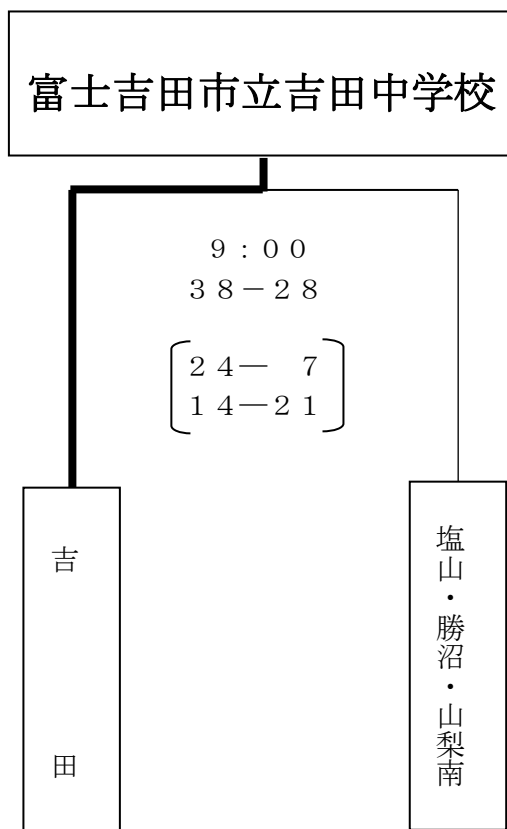 富士吉田市立吉田中学校
９：００
３８－２８
２４―　７
１４―２１
吉　田
塩山・勝沼・山梨南